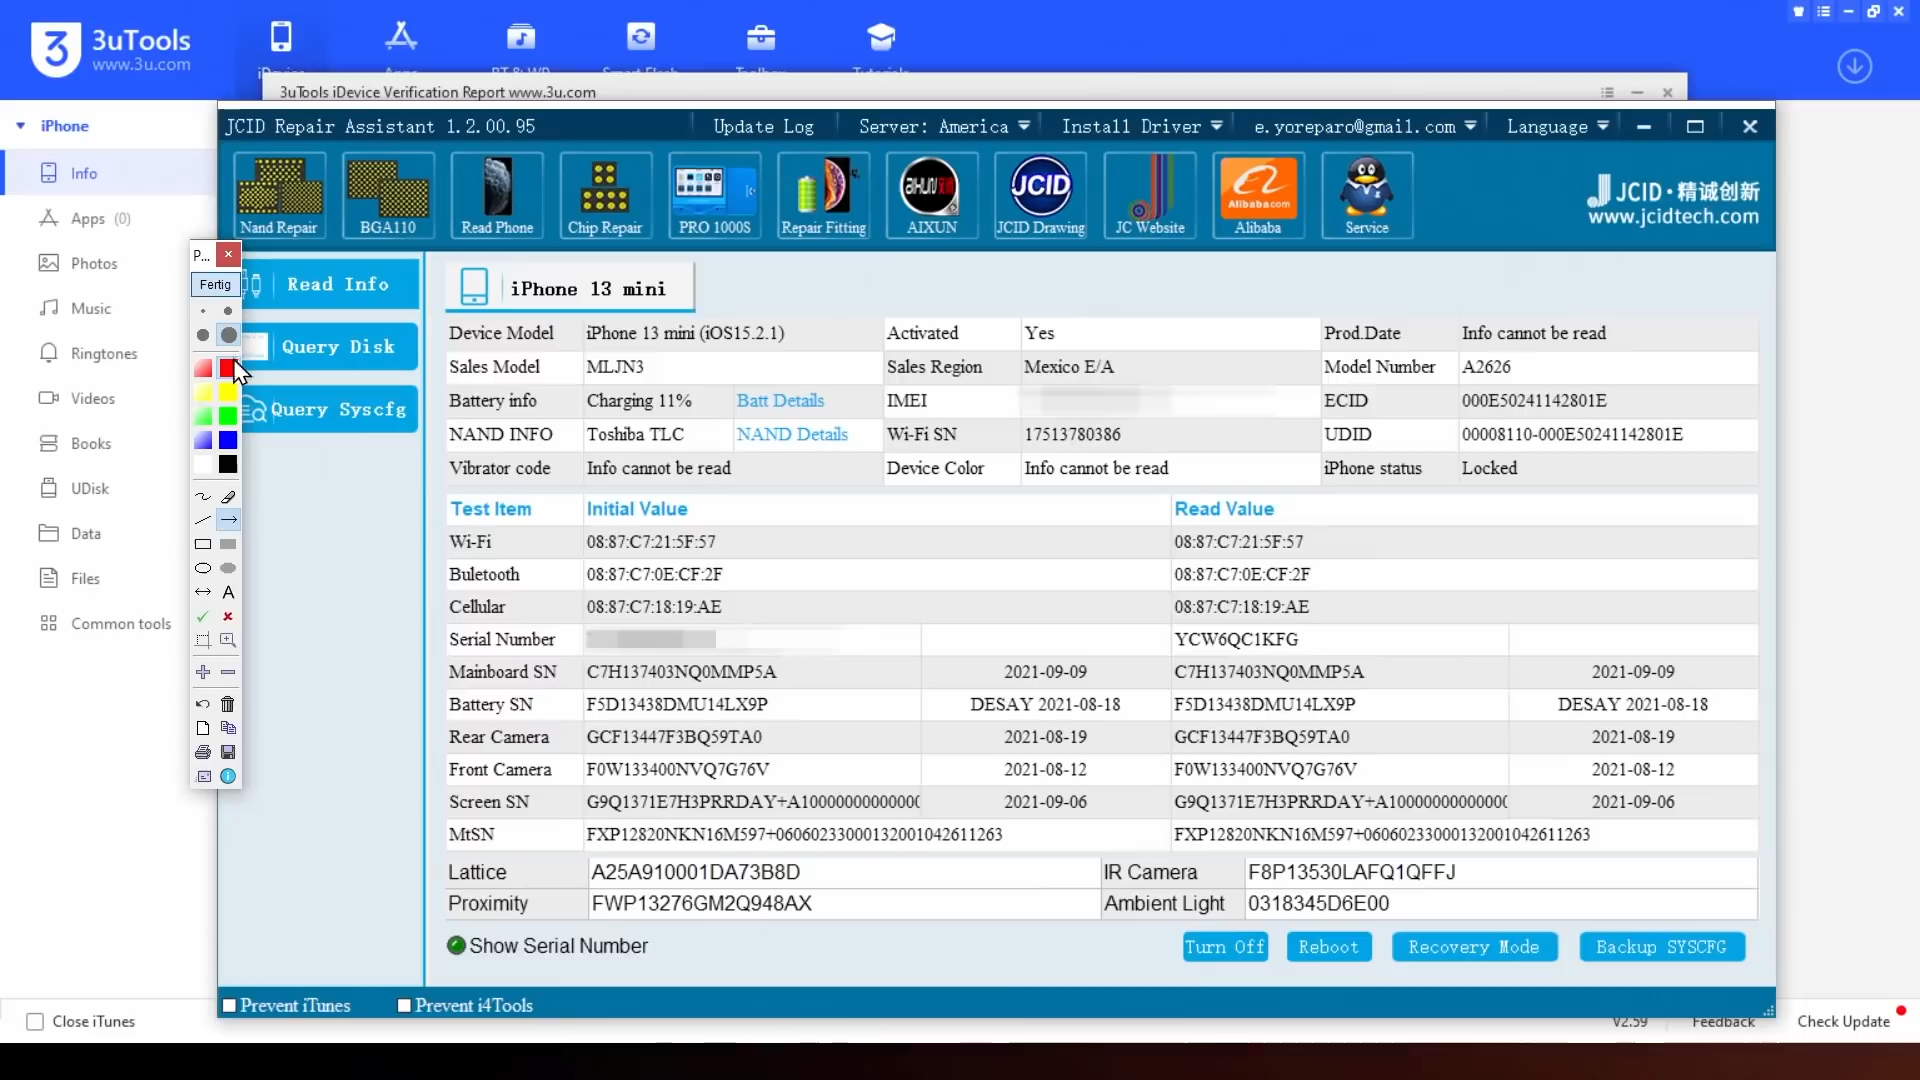 3uTools
www.3u.com
3uTools iDevice Verification Report www.3u.com
iPhone
Info
Apps (0)
Photos
Music
Ringtones
Videos
Books
UDisk
Data
Files
Common tools
Close iTunes
P...
Fertig
A
JCID Repair Assistant 1.2.00.95
Update Log
Server: America
Install Driver
e.yoreparo@gmail.com
Language
Nand Repair
BGA110
Read Phone
Chip Repair
PRO 1000S
Repair Fitting
AIXUN
JCID
JCID Drawing
JC Website
Alibaba.com
Alibaba
Service
JCID·精诚创新
www.jcidtech.com
Read Info
Query Disk
Query Syscfg
iPhone 13 mini
Device Model iPhone 13 mini (iOS15.2.1) Activated Yes Prod.Date Info cannot be read
Sales Model MLJN3 Sales Region Mexico E/A Model Number A2626
Battery info Charging 11% Batt Details IMEI ECID 000E50241142801E
NAND INFO Toshiba TLC NAND Details Wi-Fi SN 17513780386 UDID 00008110-000E50241142801E
Vibrator code Info cannot be read Device Color Info cannot be read iPhone status Locked
Test Item Initial Value Read Value
Wi-Fi 08:87:C7:21:5F:57 08:87:C7:21:5F:57
Buletooth 08:87:C7:0E:CF:2F 08:87:C7:0E:CF:2F
Cellular 08:87:C7:18:19:AE 08:87:C7:18:19:AE
Serial Number YCW6QC1KFG
Mainboard SN C7H137403NQ0MMP5A 2021-09-09 C7H137403NQ0MMP5A 2021-09-09
Battery SN F5D13438DMU14LX9P DESAY 2021-08-18 F5D13438DMU14LX9P DESAY 2021-08-18
Rear Camera GCF13447F3BQ59TA0 2021-08-19 GCF13447F3BQ59TA0 2021-08-19
Front Camera F0W133400NVQ7G76V 2021-08-12 F0W133400NVQ7G76V 2021-08-12
Screen SN G9Q1371E7H3PRRDAY+A1000000000000( 2021-09-06 G9Q1371E7H3PRRDAY+A1000000000000( 2021-09-06
MtSN FXP12820NKN16M597+06060233000132001042611263 FXP12820NKN16M597+06060233000132001042611263
Lattice A25A910001DA73B8D IR Camera F8P13530LAFQ1QFFJ
Proximity FWP13276GM2Q948AX Ambient Light 0318345D6E00
Show Serial Number
Turn Off
Reboot
Recovery Mode
Backup SYSCFG
Prevent iTunes
Prevent i4Tools
V2.59
Feedback
Check Update